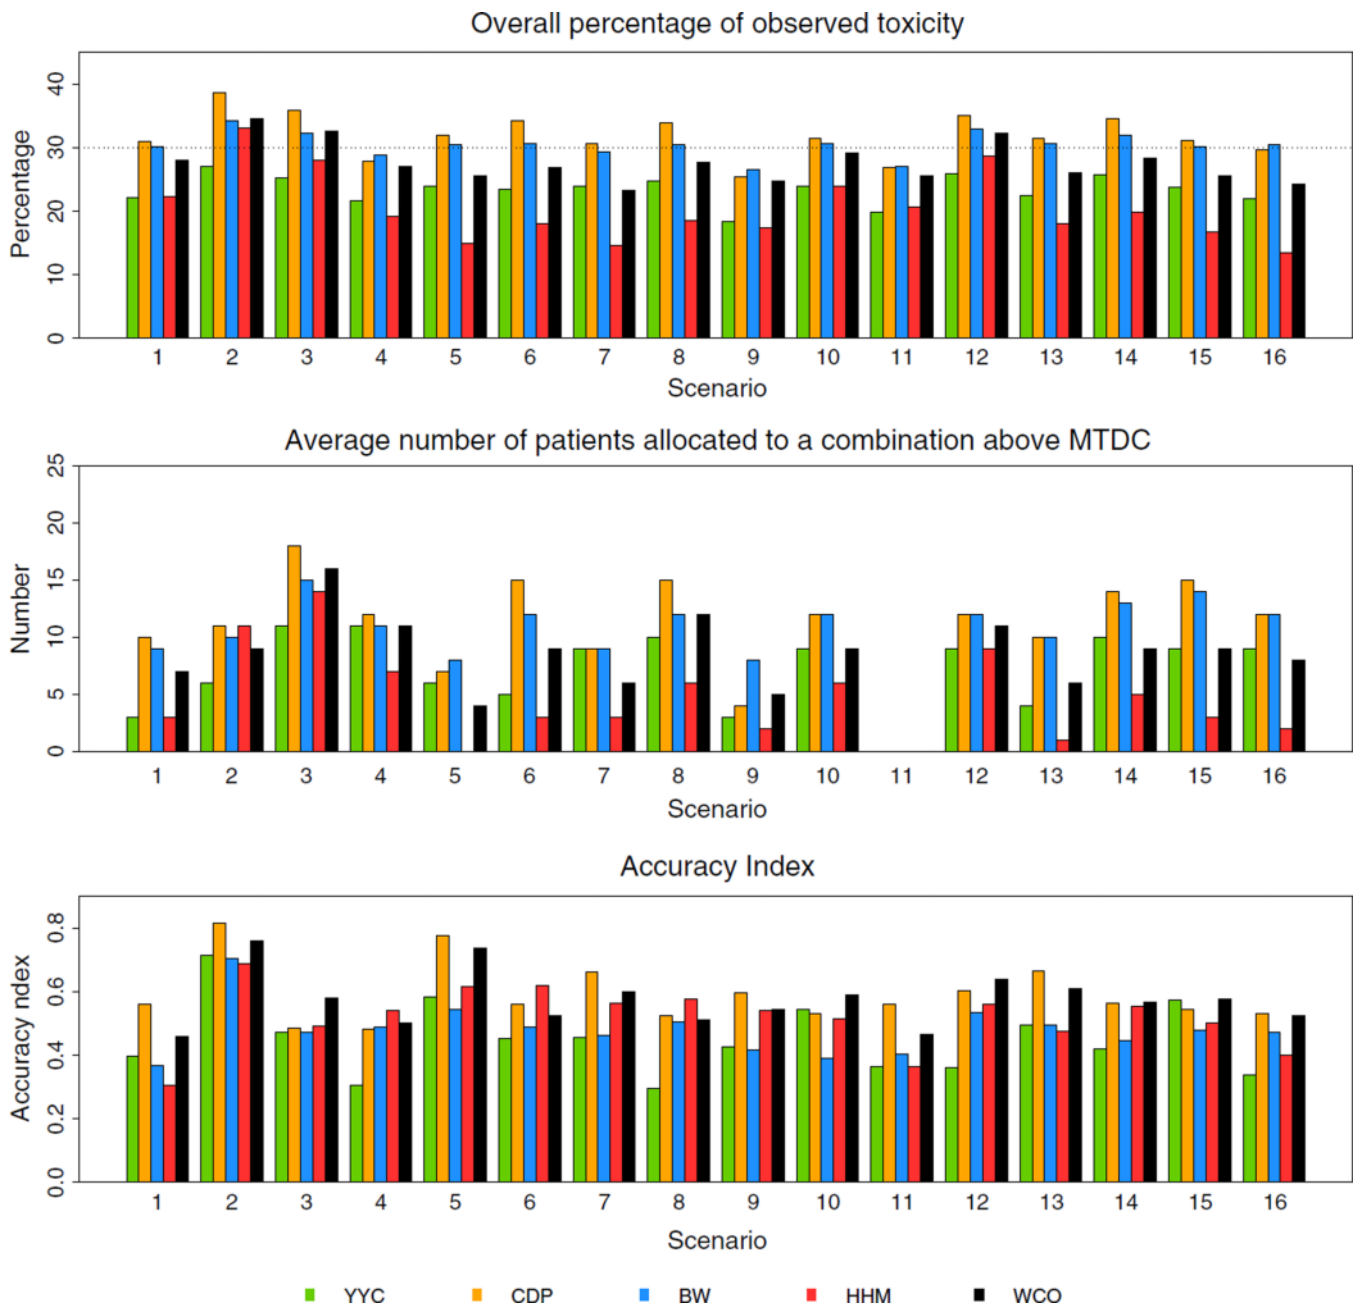 Overall percentage of observed toxicity
Percentage
0 10 20 30 40
1 2 3 4 5 6 7 8 9 10 11 12 13 14 15 16
Scenario
Average number of patients allocated to a combination above MTDC
Number
0 5 10 15 20 25
1 2 3 4 5 6 7 8 9 10 11 12 13 14 15 16
Scenario
Accuracy Index
Accuracy ndex
0.0 0.2 0.4 0.6 0.8
1 2 3 4 5 6 7 8 9 10 11 12 13 14 15 16
Scenario
YYC CDP BW HHM WCO